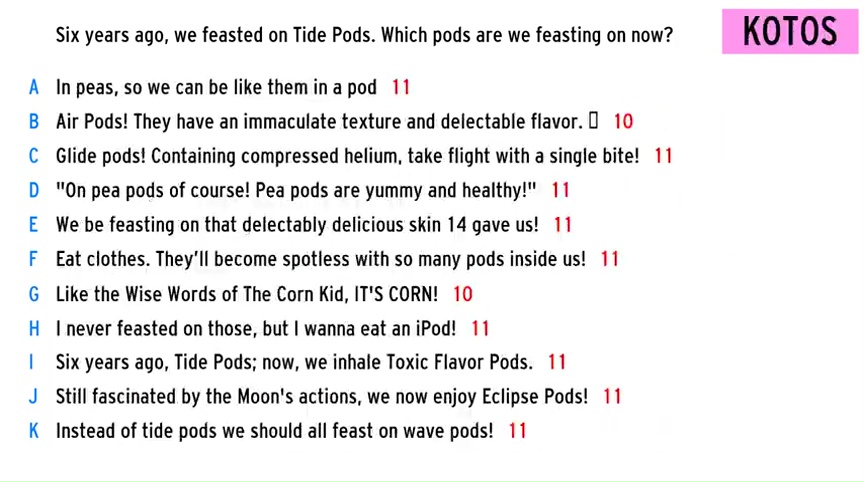 Six years ago, we feasted on Tide Pods. Which pods are we feasting on now?
KOTOS
A In peas, so we can be like them in a pod 11
B Air Pods! They have an immaculate texture and delectable flavor. ▯ 10
C Glide pods! Containing compressed helium, take flight with a single bite! 11
D "On pea pods of course! Pea pods are yummy and healthy!" 11
E We be feasting on that delectably delicious skin 14 gave us! 11
F Eat clothes. They'll become spotless with so many pods inside us! 11
G Like the Wise Words of The Corn Kid, IT'S CORN! 10
H I never feasted on those, but I wanna eat an iPod! 11
I Six years ago, Tide Pods; now, we inhale Toxic Flavor Pods. 11
J Still fascinated by the Moon's actions, we now enjoy Eclipse Pods! 11
K Instead of tide pods we should all feast on wave pods! 11